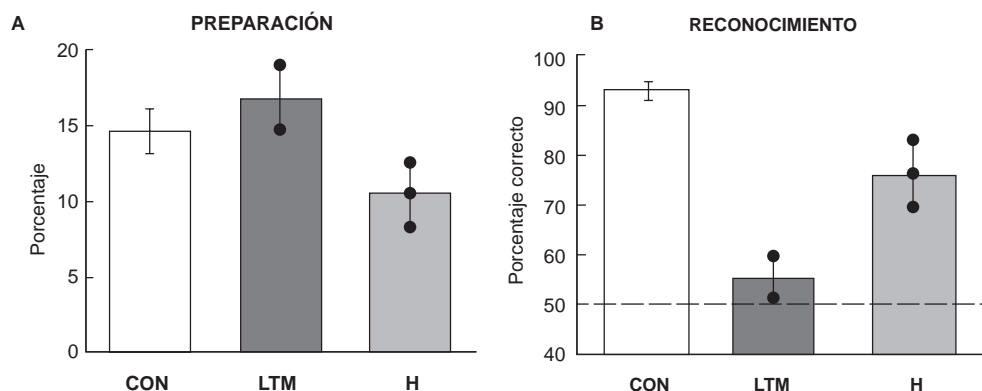 A
PREPARACIÓN
Porcentaje
20
15
10
5
0
CON
LTM
H
B
RECONOCIMIENTO
Porcentaje correcto
100
90
80
70
60
50
40
CON
LTM
H